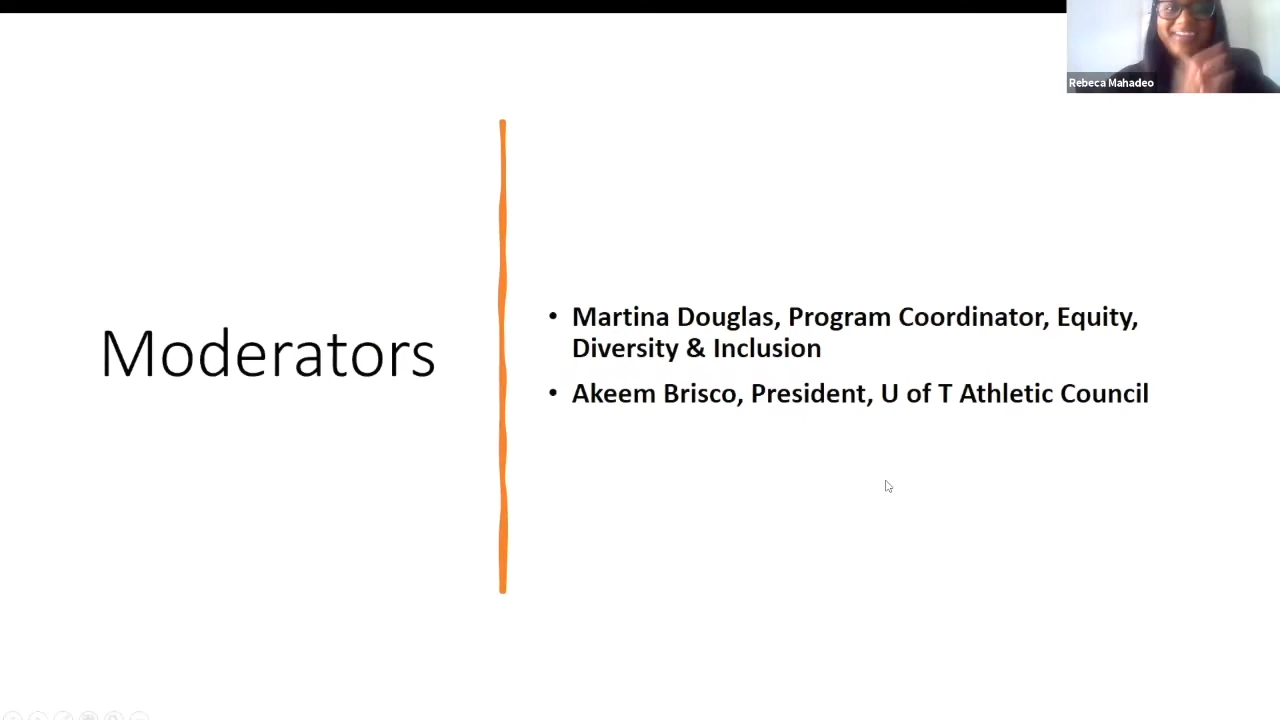 Rebeca Mahadeo
Moderators
• Martina Douglas, Program Coordinator, Equity,
Diversity & Inclusion
• Akeem Brisco, President, U of T Athletic Council